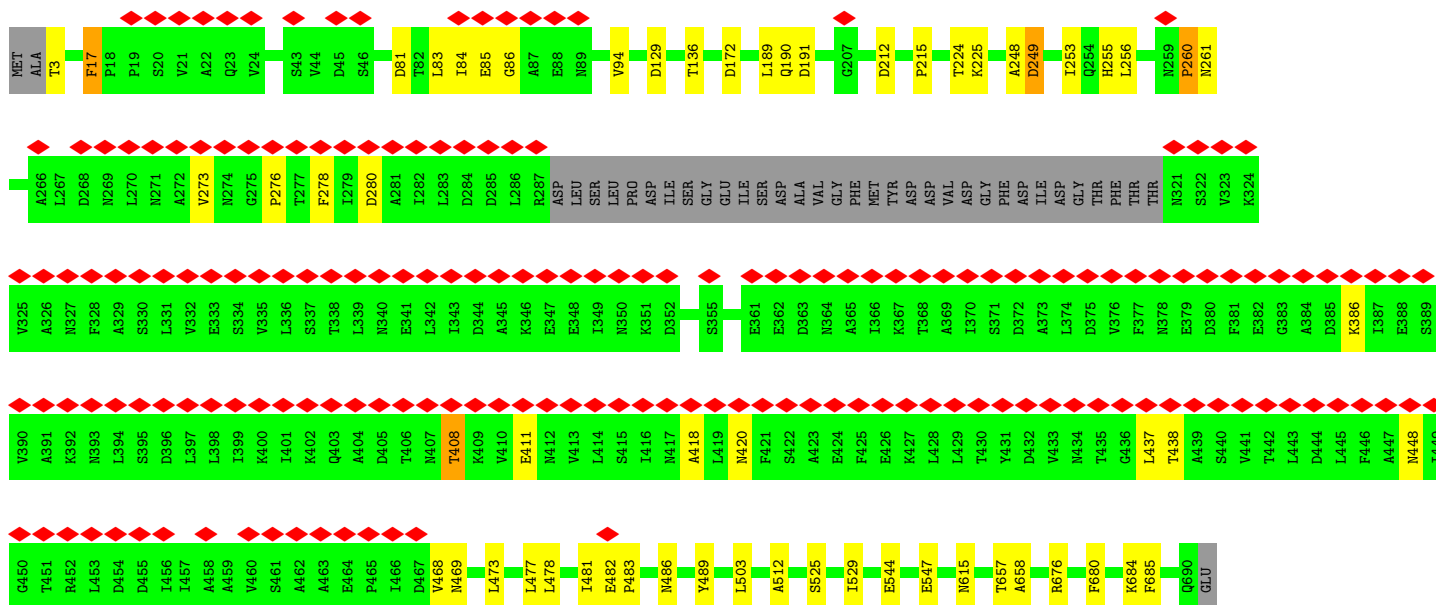 MET ALA T3 F17 P18 P19 S20 V21 A22 Q23 V24 S43 V44 D45 S46 D81 T82 L83 I84 E85 G86 A87 E88 N89 V94 D129 T136 D172 L189 Q190 D191 G207 D212 P215 T224 K225 A248 D249 I253 Q254 H255 L256 N259 P260 N261
A266 L267 D268 N269 L270 N271 A272 V273 N274 G275 P276 T277 F278 I279 D280 A281 I282 L283 D284 D285 L286 R287 ASP LEU SER LEU PRO ASP ILE SER GLY GLU ILE SER ASP ALA VAL GLY PHE MET TYR ASP ASP VAL ASP GLY PHE ASP ILE ASP GLY THR PHE THR THR N321 S322 V323 K324
V325 A326 N327 F328 A329 S330 L331 V332 E333 S334 V335 L336 S337 T338 L339 N340 E341 L342 I343 D344 A345 K346 E347 E348 I349 N350 K351 D352 S355 E361 E362 D363 N364 A365 I366 K367 T368 A369 I370 S371 D372 A373 L374 D375 V376 F377 N378 E379 D380 F381 E382 G383 A384 D385 K386 I387 E388 S389
V390 A391 K392 N393 L394 S395 D396 L397 L398 I399 K400 I401 K402 Q403 A404 D405 T406 N407 T408 K409 V410 E411 N412 V413 L414 S415 I416 N417 A418 L419 N420 F421 S422 A423 E424 F425 E426 K427 L428 L429 T430 Y431 D432 V433 N434 T435 G436 L437 T438 A439 S440 V441 T442 L443 D444 L445 F446 A447 N448
G450 T451 R452 L453 D454 D455 I456 I457 A458 A459 V460 S461 A462 A463 E464 P465 I466 D467 V468 N469 L473 L477 L478 I481 E482 P483 N486 Y489 L503 A512 S525 I529 E544 E547 N615 T657 A658 R676 F680 K684 F685 Q690 GLU